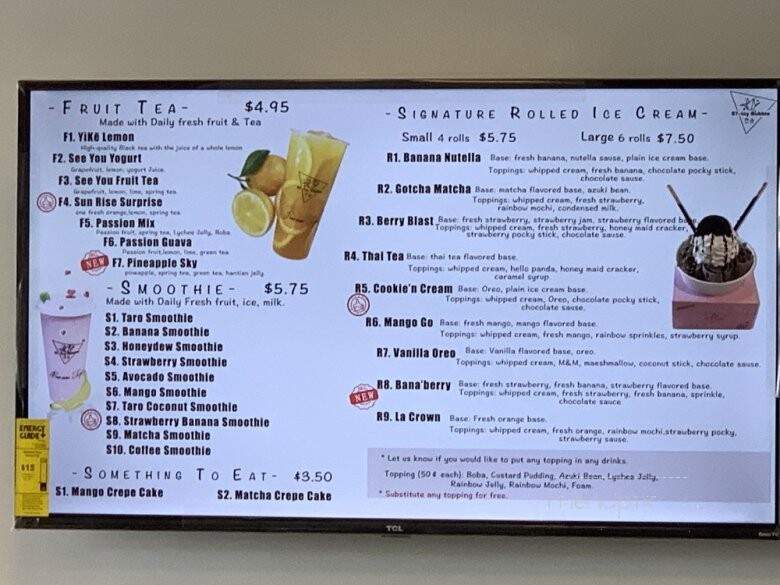 - FRUIT TEA - $4.95
Made with Daily fresh fruit & Tea
F1. YiKè Lemon
High-quality Black tea with the juice of a whole lemon
F2. See You Yogurt
Grapefruit, lemon, yogurt Juice.
F3. See You Fruit Tea
Grapefruit, lemon, lime, spring tea
F4. Sun Rise Surprise
one fresh orange,lemon, spring tea.
F5. Passion Mix
Passion fruit, spring tea, Lychee Jelly, Boba
F6. Passion Guava
Passion fruit,lemon, lime, green tea
NEW F7. Pineapple Sky
pineapple, spring tea, green tea, hantian jelly
- SMOOTHIE - $5.75
Made with Daily Fresh fruit, ice, milk.
S1. Taro Smoothie
S2. Banana Smoothie
S3. Honeydew Smoothie
S4. Strawberry Smoothie
S5. Avocado Smoothie
S6. Mango Smoothie
S7. Taro Coconut Smoothie
S8. Strawberry Banana Smoothie
S9. Matcha Smoothie
S10. Coffee Smoothie
- SOMETHING TO EAT - $3.50
S1. Mango Crepe Cake S2. Matcha Crepe Cake
- SIGNATURE ROLLED ICE CREAM -
Small 4 rolls $5.75 Large 6 rolls $7.50
R1. Banana Nutella Base: fresh banana, nutella sause, plain ice cream base.
Toppings: whipped cream, fresh banana, chocolate pocky stick,
chocolate sause.
R2. Gotcha Matcha Base: matcha flavored base, azuki bean.
Toppings: whipped cream, fresh strawberry,
rainbow mochi, condensed milk.
R3. Berry Blast Base: fresh strawberry, strawberry jam, strawberry flavored base
Toppings: whipped cream, fresh strawberry, honey maid cracker,
strawberry pocky stick, chocolate sause.
R4. Thai Tea Base: thai tea flavored base.
Toppings: whipped cream, hello panda, honey maid cracker,
caramel syrup.
R5. Cookie'n Cream Base: Oreo, plain ice cream base.
Toppings: whipped cream, Oreo, chocolate pocky stick,
chocolate sause.
R6. Mango Go Base: fresh mango, mango flavored base.
Toppings: whipped cream, fresh mango, rainbow sprinkles, strawberry syrup.
R7. Vanilla Oreo Base: Vanilla flavored base, oreo.
Toppings: whipped cream, M&M, maeshmallow, coconut stick, chocolate sause.
NEW R8. Bana'berry Base: fresh strawberry, fresh banana, strawberry flavored base.
Toppings: whipped cream, fresh strawberry, fresh banana, sprinkle,
chocolate sauce
R9. La Crown Base: Fresh orange base.
Toppings: whipped cream, fresh orange, rainbow mochi,strawberry pocky,
strawberry sause.
* Let us know if you would like to put any topping in any drinks.
Topping (50¢ each): Boba, Custard Pudding, Azuki Bean, Lychee Jelly,
Rainbow Jelly, Rainbow Mochi, Foam.
* Substitute any topping for free.
ENERGY
GUIDE
$15
TCL
Roku TV